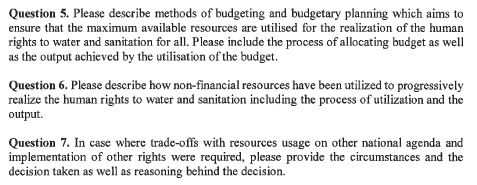 Question 5. Please describe methods of budgeting and budgetary planning which aims to
ensure that the maximum available resources are utilised for the realization of the human
rights to water and sanitation for all. Please include the process of allocating budget as well
as the output achieved by the utilisation of the budget.
Question 6. Please describe how non-financial resources have been utilized to progressively
realize the human rights to water and sanitation including the process of utilization and the
output.
Question 7. In case where trade-offs with resources usage on other national agenda and
implementation of other rights were required, please provide the circumstances and the
decision taken as well as reasoning behind the decision.